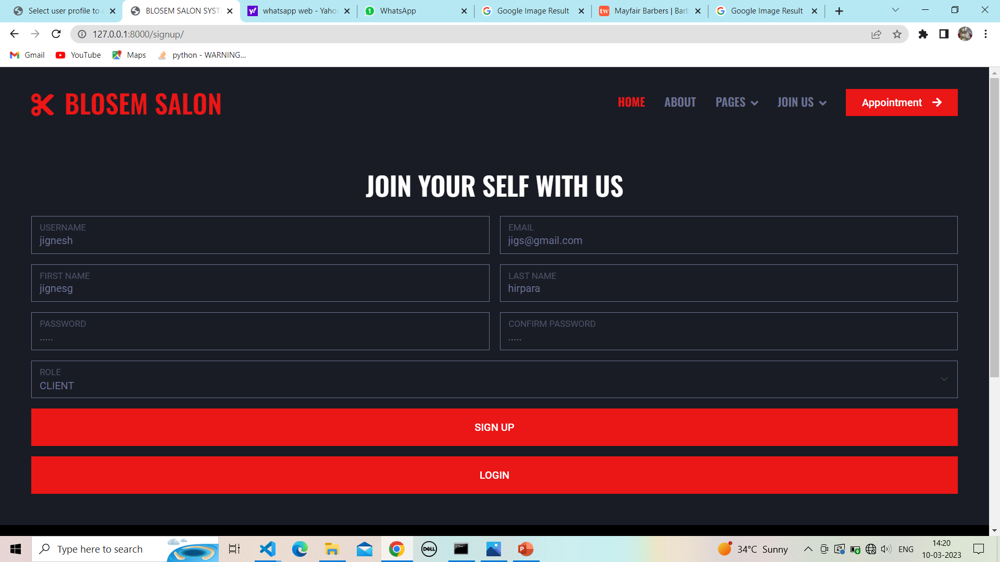 Select user profile to
BLOSEM SALON SYST
whatsapp web - Yaho
1 WhatsApp
Google Image Result
tw Mayfair Barbers | Barb
Google Image Result
127.0.0.1:8000/signup/
Gmail
YouTube
Maps
python - WARNING...
BLOSEM SALON
HOME
ABOUT
PAGES
JOIN US
Appointment
JOIN YOUR SELF WITH US
USERNAME
jignesh
EMAIL
jigs@gmail.com
FIRST NAME
jignesg
LAST NAME
hirpara
PASSWORD
.....
CONFIRM PASSWORD
.....
ROLE
CLIENT
SIGN UP
LOGIN
Type here to search
DELL
34°C Sunny
ENG
14:20
10-03-2023